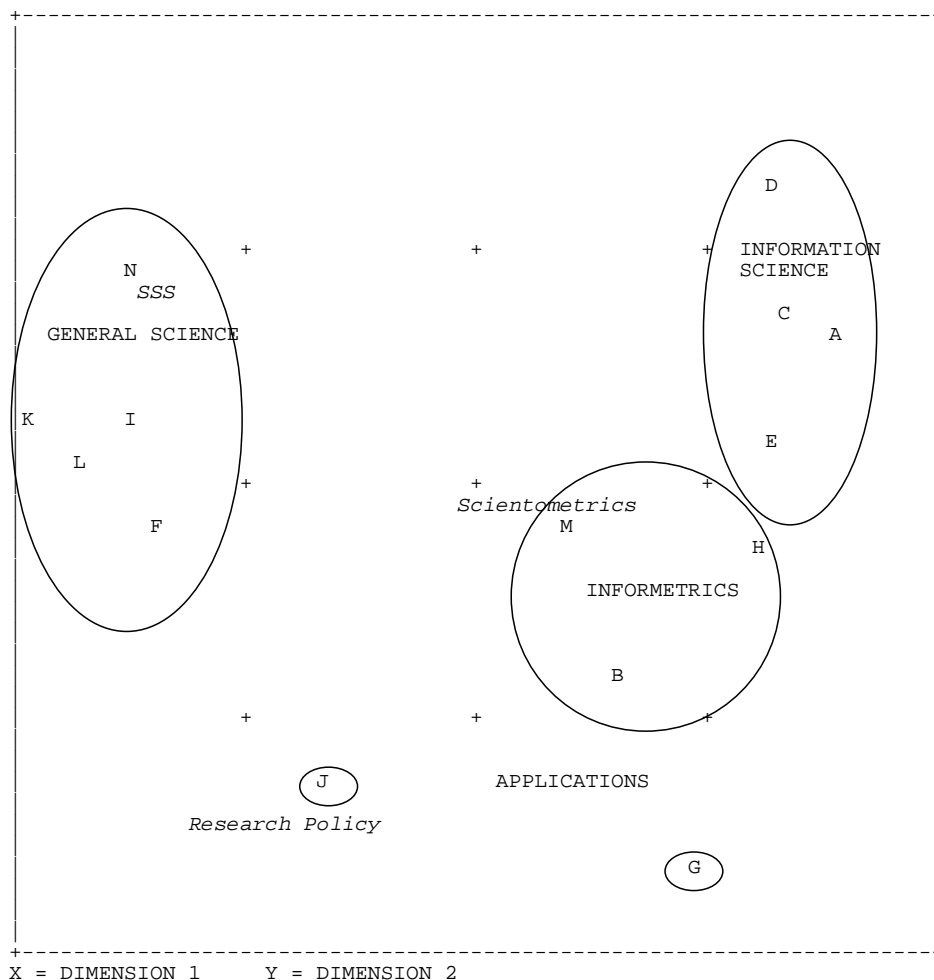 D
+ + + INFORMATION
N SCIENCE
SSS
C
GENERAL SCIENCE A
K I
E
L
+ + +
Scientometrics
F M
H
INFORMETRICS
B
+ + +
J APPLICATIONS
Research Policy
G
X = DIMENSION 1 Y = DIMENSION 2